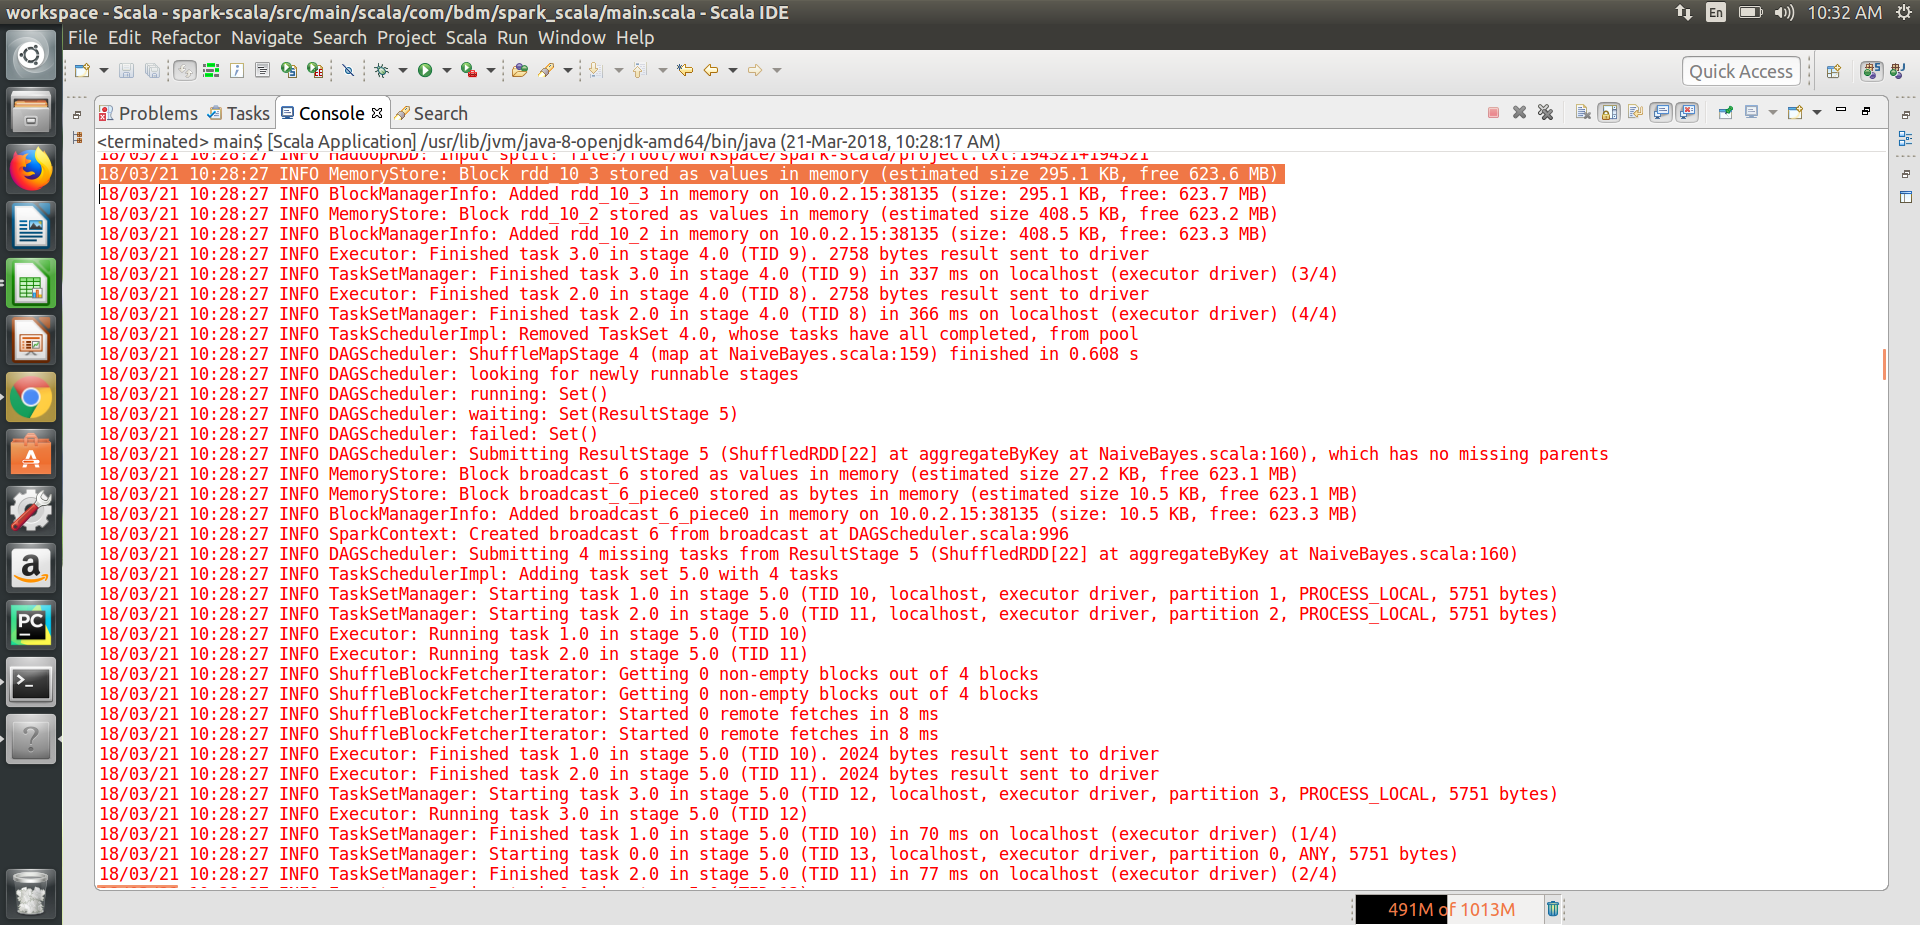 workspace - Scala - spark-scala/src/main/scala/com/bdm/spark_scala/main.scala - Scala IDE
En
10:32 AM
File Edit Refactor Navigate Search Project Scala Run Window Help
Quick Access
Problems Tasks Console Search
<terminated> main$ [Scala Application] /usr/lib/jvm/java-8-openjdk-amd64/bin/java (21-Mar-2018, 10:28:17 AM)
18/03/21 10:28:27 INFO HadoopRDD: Input split: file:/root/workspace/spark-scala/project.txt:194321+194321
18/03/21 10:28:27 INFO MemoryStore: Block rdd_10_3 stored as values in memory (estimated size 295.1 KB, free 623.6 MB)
18/03/21 10:28:27 INFO BlockManagerInfo: Added rdd_10_3 in memory on 10.0.2.15:38135 (size: 295.1 KB, free: 623.7 MB)
18/03/21 10:28:27 INFO MemoryStore: Block rdd_10_2 stored as values in memory (estimated size 408.5 KB, free 623.2 MB)
18/03/21 10:28:27 INFO BlockManagerInfo: Added rdd_10_2 in memory on 10.0.2.15:38135 (size: 408.5 KB, free: 623.3 MB)
18/03/21 10:28:27 INFO Executor: Finished task 3.0 in stage 4.0 (TID 9). 2758 bytes result sent to driver
18/03/21 10:28:27 INFO TaskSetManager: Finished task 3.0 in stage 4.0 (TID 9) in 337 ms on localhost (executor driver) (3/4)
18/03/21 10:28:27 INFO Executor: Finished task 2.0 in stage 4.0 (TID 8). 2758 bytes result sent to driver
18/03/21 10:28:27 INFO TaskSetManager: Finished task 2.0 in stage 4.0 (TID 8) in 366 ms on localhost (executor driver) (4/4)
18/03/21 10:28:27 INFO TaskSchedulerImpl: Removed TaskSet 4.0, whose tasks have all completed, from pool
18/03/21 10:28:27 INFO DAGScheduler: ShuffleMapStage 4 (map at NaiveBayes.scala:159) finished in 0.608 s
18/03/21 10:28:27 INFO DAGScheduler: looking for newly runnable stages
18/03/21 10:28:27 INFO DAGScheduler: running: Set()
18/03/21 10:28:27 INFO DAGScheduler: waiting: Set(ResultStage 5)
18/03/21 10:28:27 INFO DAGScheduler: failed: Set()
18/03/21 10:28:27 INFO DAGScheduler: Submitting ResultStage 5 (ShuffledRDD[22] at aggregateByKey at NaiveBayes.scala:160), which has no missing parents
18/03/21 10:28:27 INFO MemoryStore: Block broadcast_6 stored as values in memory (estimated size 27.2 KB, free 623.1 MB)
18/03/21 10:28:27 INFO MemoryStore: Block broadcast_6_piece0 stored as bytes in memory (estimated size 10.5 KB, free 623.1 MB)
18/03/21 10:28:27 INFO BlockManagerInfo: Added broadcast_6_piece0 in memory on 10.0.2.15:38135 (size: 10.5 KB, free: 623.3 MB)
18/03/21 10:28:27 INFO SparkContext: Created broadcast 6 from broadcast at DAGScheduler.scala:996
18/03/21 10:28:27 INFO DAGScheduler: Submitting 4 missing tasks from ResultStage 5 (ShuffledRDD[22] at aggregateByKey at NaiveBayes.scala:160)
18/03/21 10:28:27 INFO TaskSchedulerImpl: Adding task set 5.0 with 4 tasks
18/03/21 10:28:27 INFO TaskSetManager: Starting task 1.0 in stage 5.0 (TID 10, localhost, executor driver, partition 1, PROCESS_LOCAL, 5751 bytes)
18/03/21 10:28:27 INFO TaskSetManager: Starting task 2.0 in stage 5.0 (TID 11, localhost, executor driver, partition 2, PROCESS_LOCAL, 5751 bytes)
18/03/21 10:28:27 INFO Executor: Running task 1.0 in stage 5.0 (TID 10)
18/03/21 10:28:27 INFO Executor: Running task 2.0 in stage 5.0 (TID 11)
18/03/21 10:28:27 INFO ShuffleBlockFetcherIterator: Getting 0 non-empty blocks out of 4 blocks
18/03/21 10:28:27 INFO ShuffleBlockFetcherIterator: Getting 0 non-empty blocks out of 4 blocks
18/03/21 10:28:27 INFO ShuffleBlockFetcherIterator: Started 0 remote fetches in 8 ms
18/03/21 10:28:27 INFO ShuffleBlockFetcherIterator: Started 0 remote fetches in 8 ms
18/03/21 10:28:27 INFO Executor: Finished task 1.0 in stage 5.0 (TID 10). 2024 bytes result sent to driver
18/03/21 10:28:27 INFO Executor: Finished task 2.0 in stage 5.0 (TID 11). 2024 bytes result sent to driver
18/03/21 10:28:27 INFO TaskSetManager: Starting task 3.0 in stage 5.0 (TID 12, localhost, executor driver, partition 3, PROCESS_LOCAL, 5751 bytes)
18/03/21 10:28:27 INFO Executor: Running task 3.0 in stage 5.0 (TID 12)
18/03/21 10:28:27 INFO TaskSetManager: Finished task 1.0 in stage 5.0 (TID 10) in 70 ms on localhost (executor driver) (1/4)
18/03/21 10:28:27 INFO TaskSetManager: Starting task 0.0 in stage 5.0 (TID 13, localhost, executor driver, partition 0, ANY, 5751 bytes)
18/03/21 10:28:27 INFO TaskSetManager: Finished task 2.0 in stage 5.0 (TID 11) in 77 ms on localhost (executor driver) (2/4)
491M of 1013M
PC